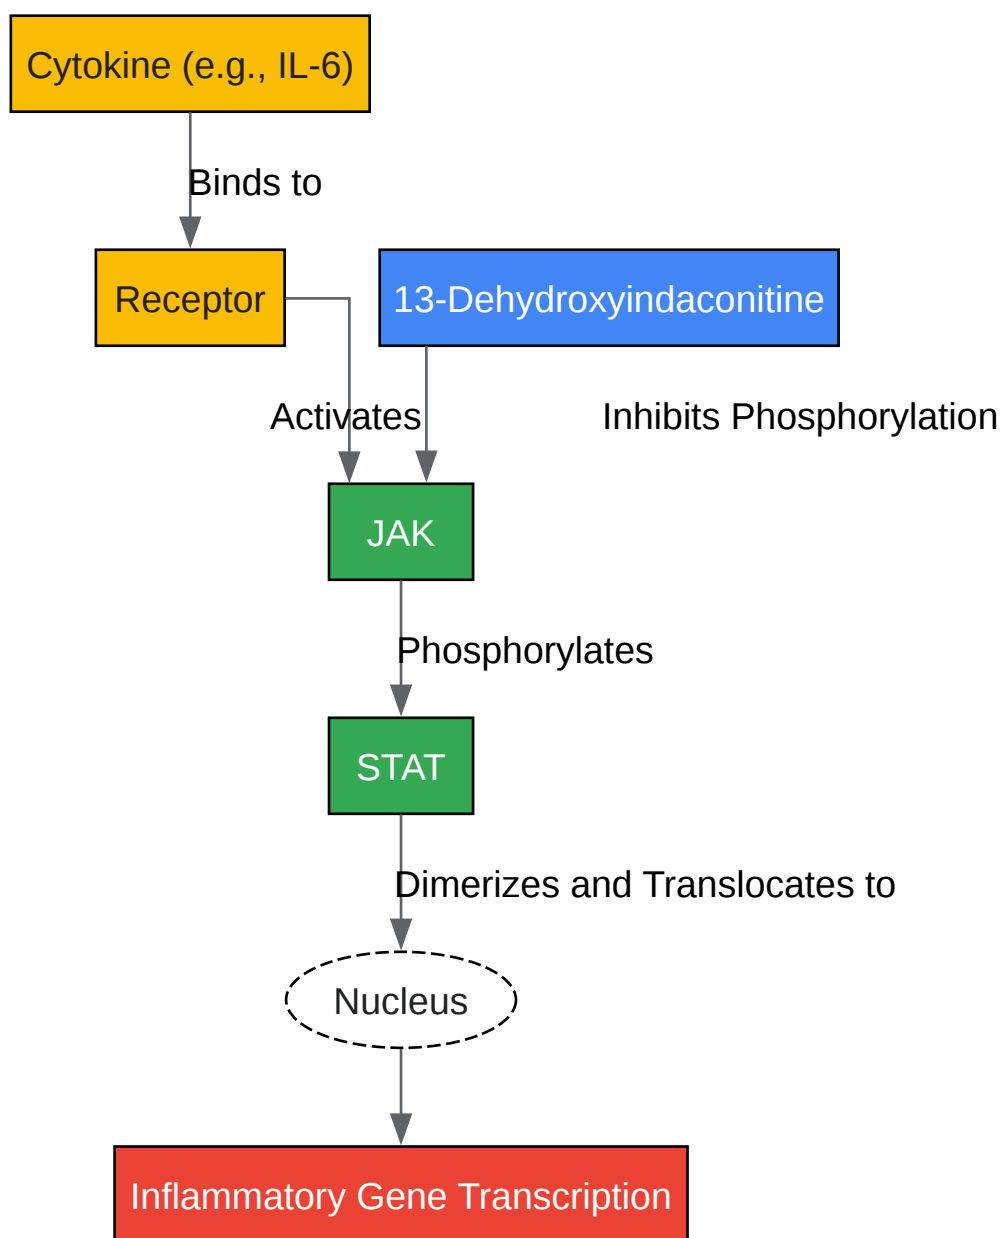 Cytokine (e.g., IL-6)
Binds to
Receptor
13-Dehydroxyindaconitine
Activates
Inhibits Phosphorylation
JAK
Phosphorylates
STAT
Dimerizes and Translocates to
Nucleus
Inflammatory Gene Transcription